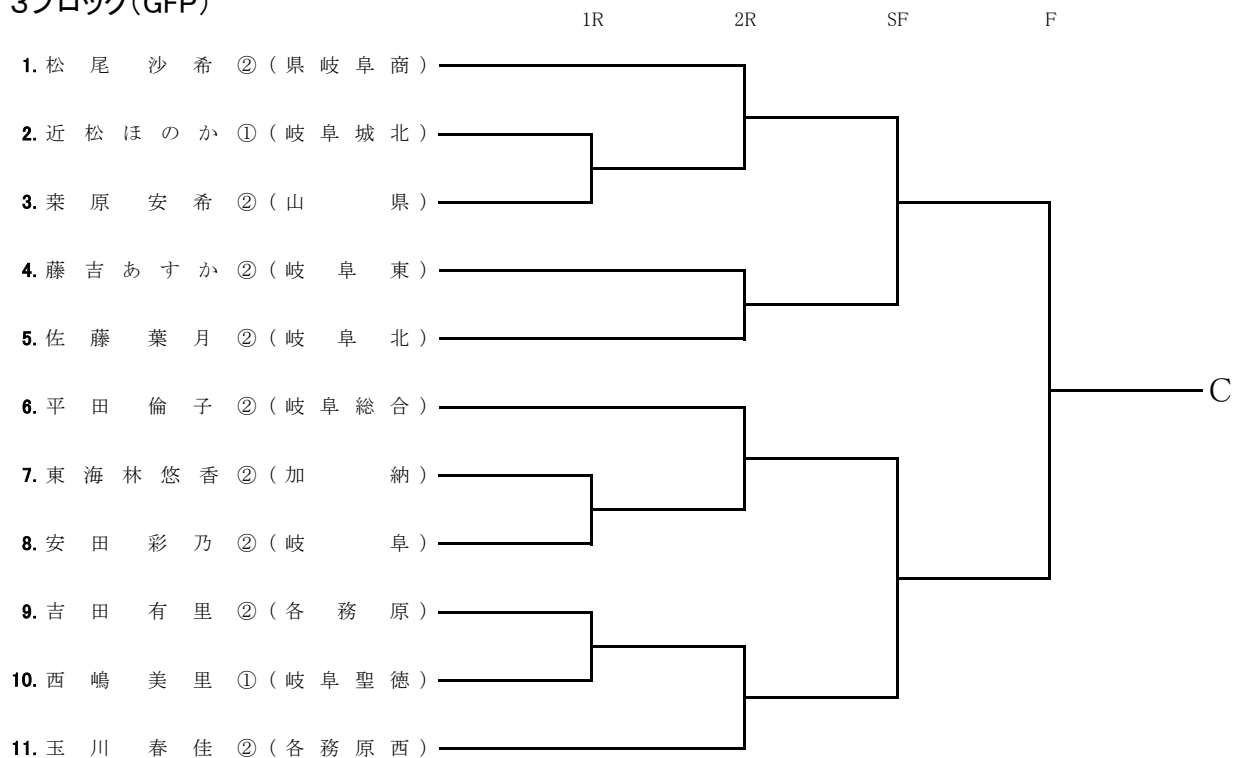 3ブロック（GFP）
1R 2R SF F
1. 松尾 沙希 ②（県岐阜商）
2. 近松ほのか ①（岐阜城北）
3. 栞原 安希 ②（山県）
4. 藤吉あすか ②（岐阜東）
5. 佐藤 葉月 ②（岐阜北）
6. 平田 倫子 ②（岐阜総合）
7. 東海林悠香 ②（加納）
8. 安田 彩乃 ②（岐阜）
9. 吉田 有里 ②（各務原）
10. 西嶋 美里 ①（岐阜聖徳）
11. 玉川 春佳 ②（各務原西）
C